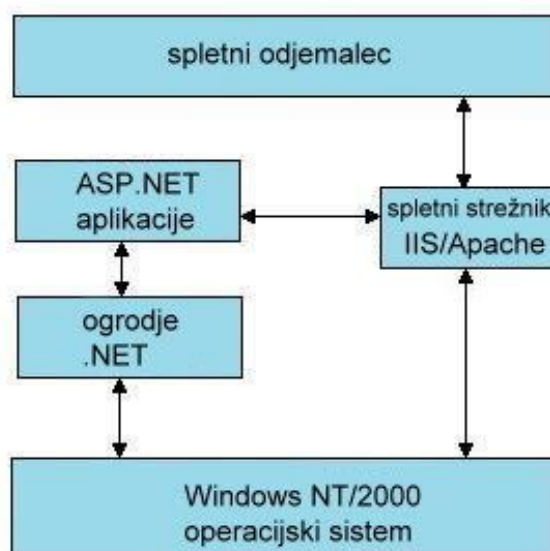 spletni odjemalec
ASP.NET
aplikacije
spletni strežnik
IIS/Apache
ogrodje
.NET
Windows NT/2000
operacijski sistem